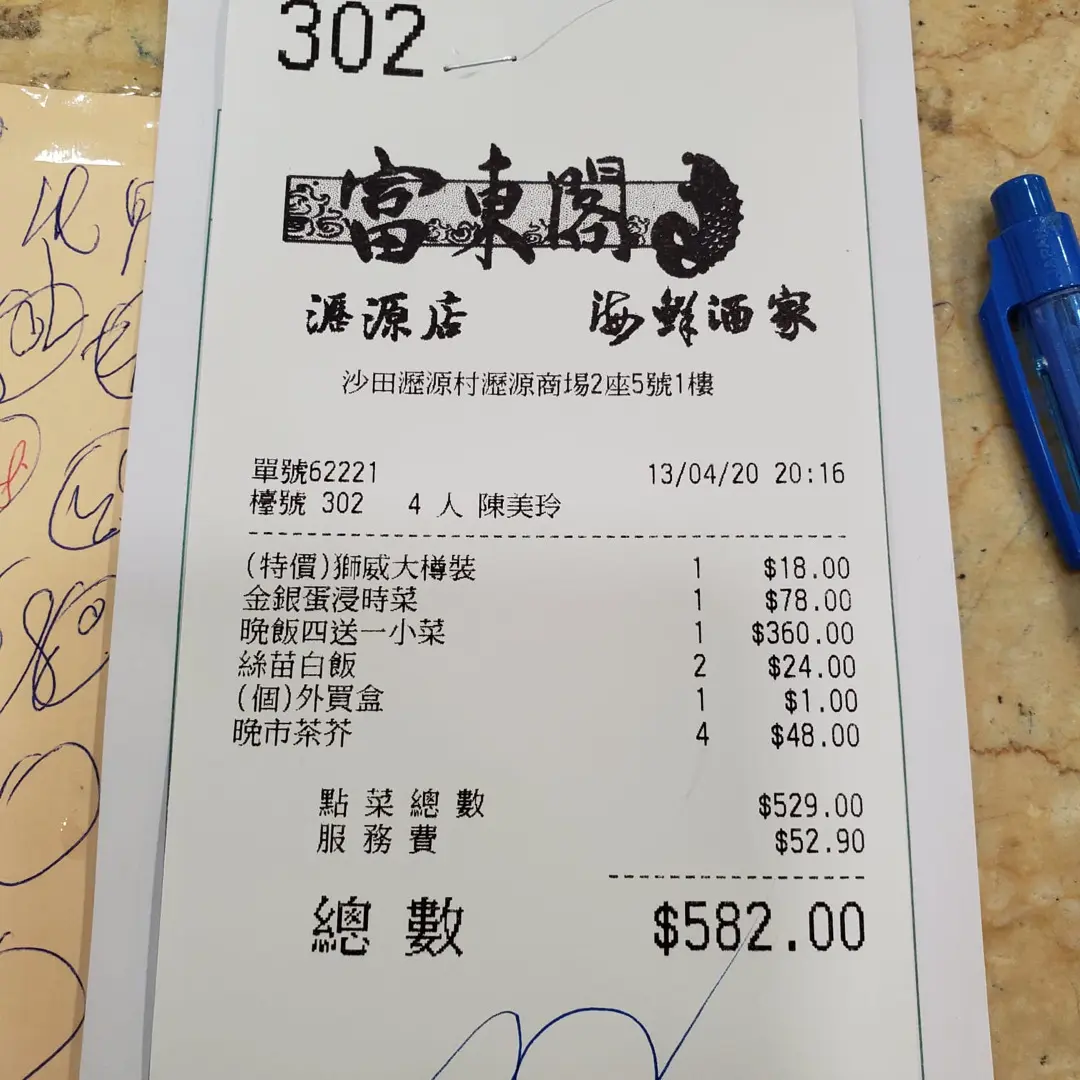 302
富東閣
瀝源店 海鮮酒家
沙田瀝源村瀝源商場2座5號1樓
單號62221 13/04/20 20:16
檯號 302 4 人 陳美玲
(特價)獅威大樽裝 1 $18.00
金銀蛋浸時菜 1 $78.00
晚飯四送一小菜 1 $360.00
絲苗白飯 2 $24.00
(個)外買盒 1 $1.00
晚市茶芥 4 $48.00
點菜總數 $529.00
服務費 $52.90
總數 $582.00